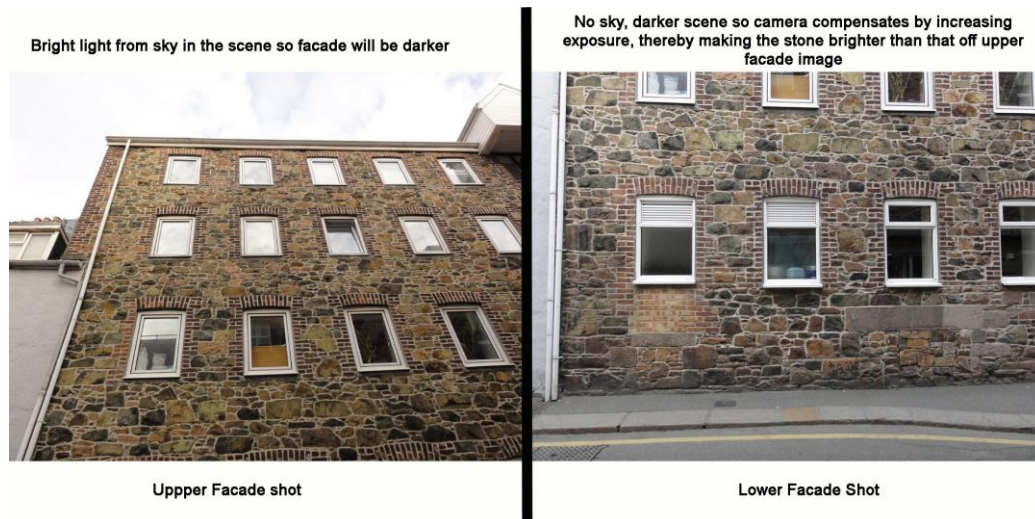 Bright light from sky in the scene so facade will be darker
No sky, darker scene so camera compensates by increasing
exposure, thereby making the stone brighter than that off upper
facade image
Uppper Facade shot
Lower Facade Shot